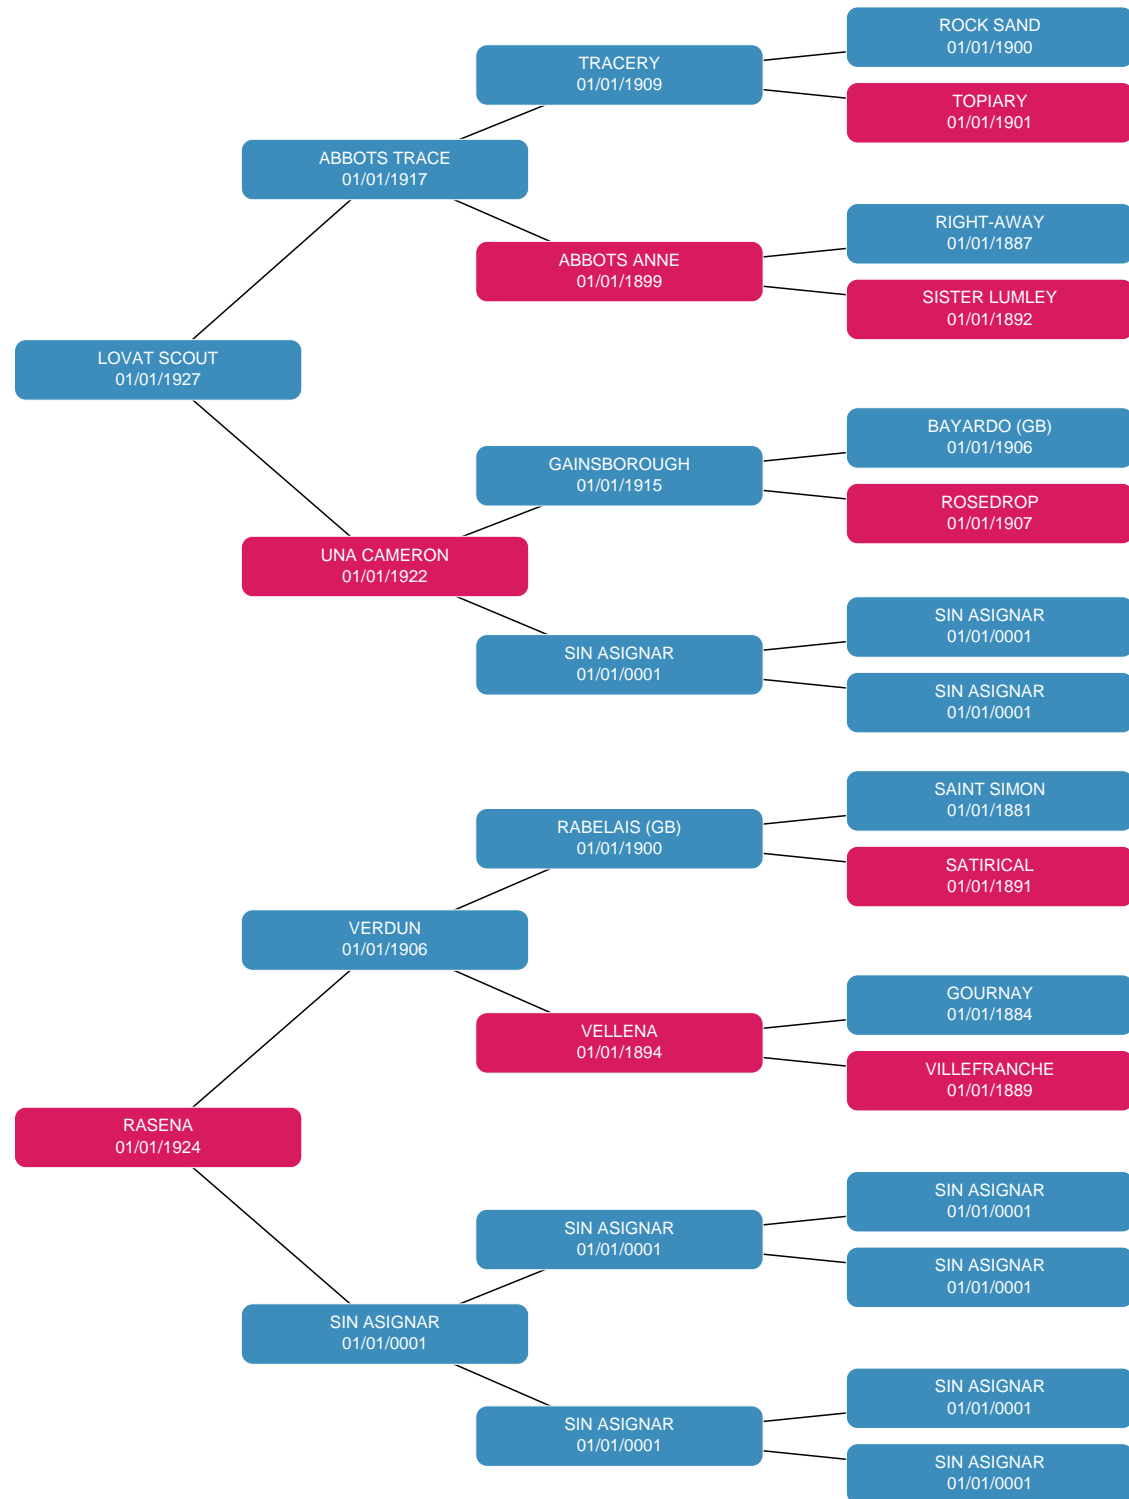 ROCK SAND
01/01/1900
TRACERY
01/01/1909
TOPIARY
01/01/1901
ABBOTS TRACE
01/01/1917
RIGHT-AWAY
01/01/1887
ABBOTS ANNE
01/01/1899
SISTER LUMLEY
01/01/1892
LOVAT SCOUT
01/01/1927
BAYARDO (GB)
01/01/1906
GAINSBOROUGH
01/01/1915
ROSEDROP
01/01/1907
UNA CAMERON
01/01/1922
SIN ASIGNAR
01/01/0001
SIN ASIGNAR
01/01/0001
SIN ASIGNAR
01/01/0001
SAINT SIMON
01/01/1881
RABELAIS (GB)
01/01/1900
SATIRICAL
01/01/1891
VERDUN
01/01/1906
GOURNAY
01/01/1884
VELLENA
01/01/1894
VILLEFRANCHE
01/01/1889
RASENA
01/01/1924
SIN ASIGNAR
01/01/0001
SIN ASIGNAR
01/01/0001
SIN ASIGNAR
01/01/0001
SIN ASIGNAR
01/01/0001
SIN ASIGNAR
01/01/0001
SIN ASIGNAR
01/01/0001
SIN ASIGNAR
01/01/0001